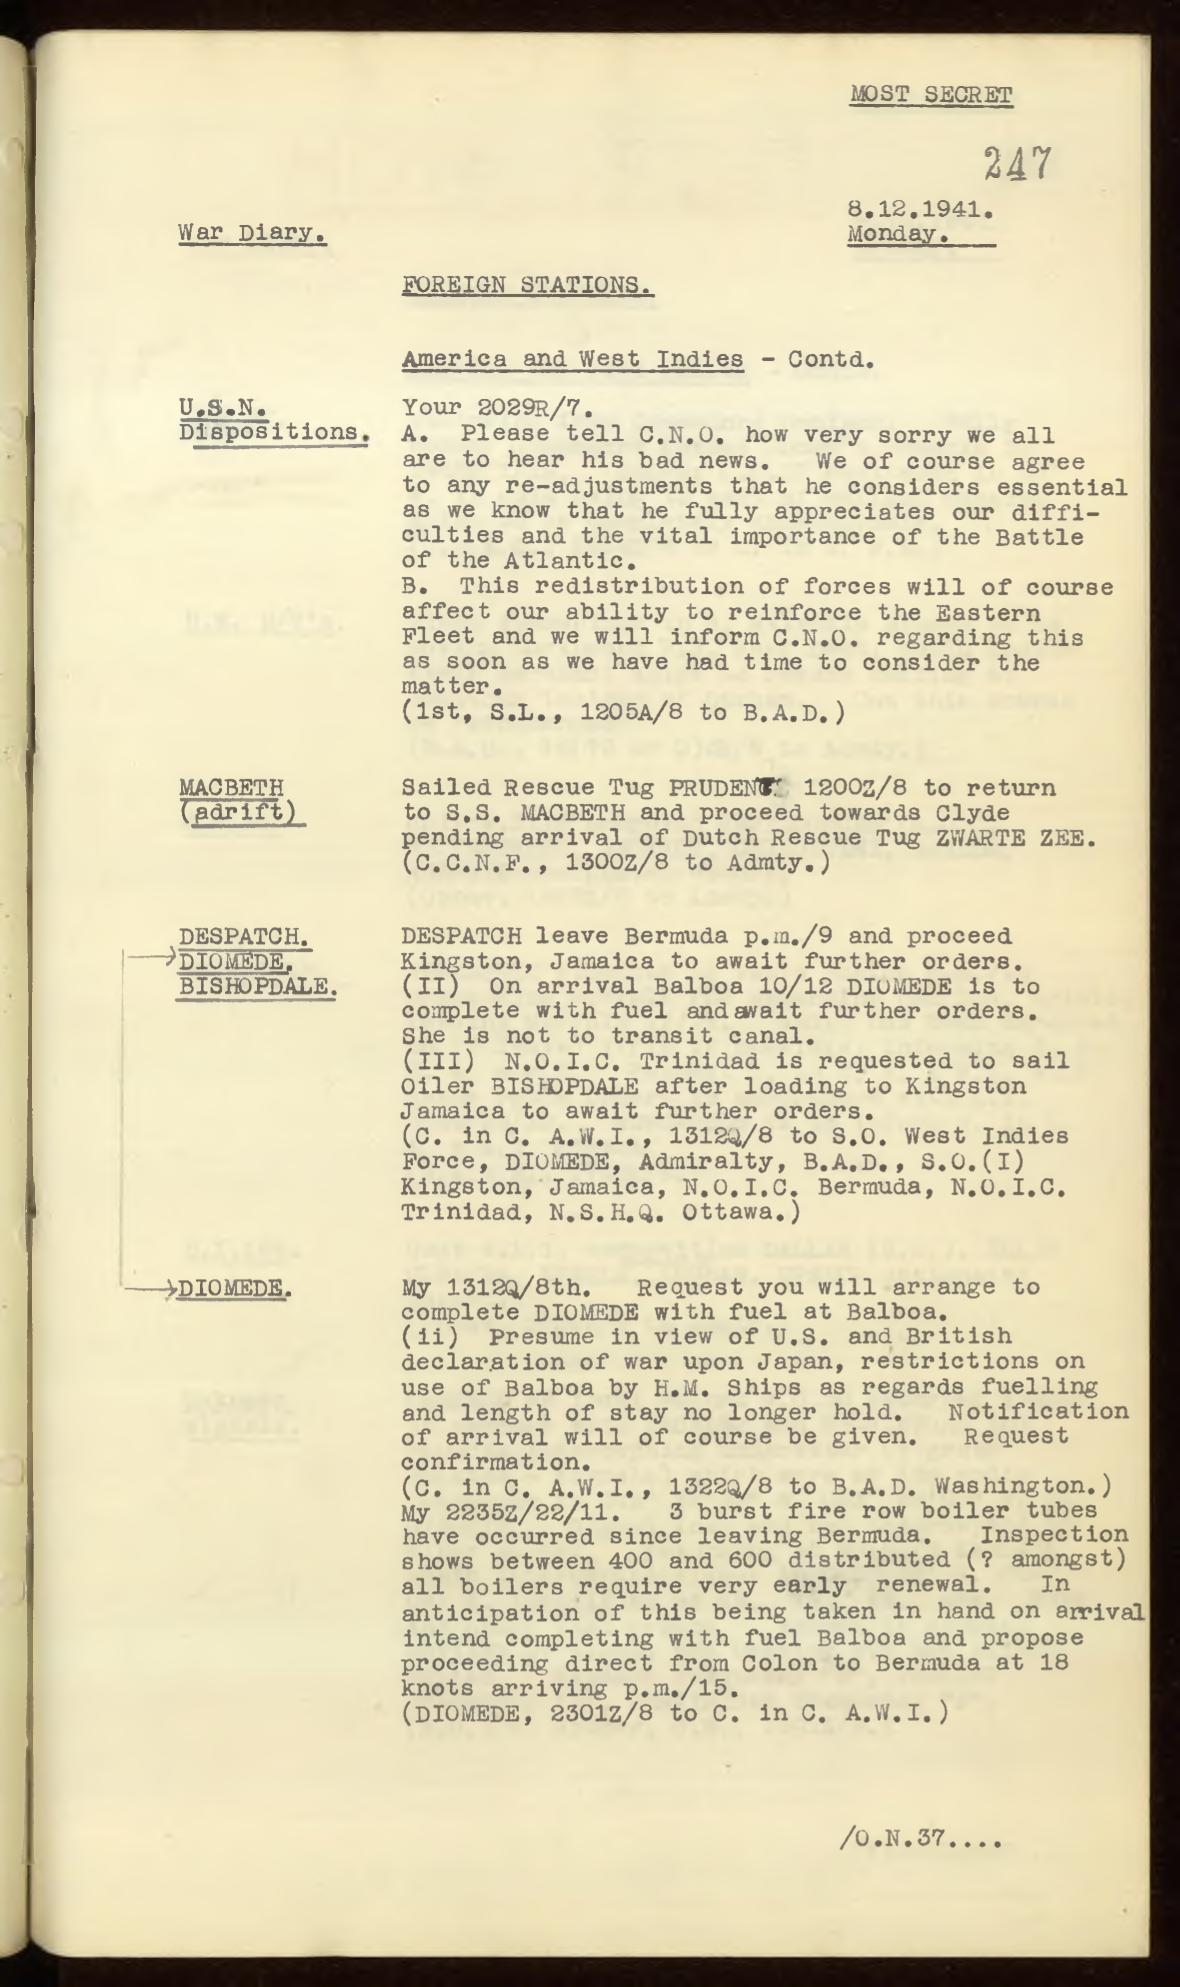 MOST SECRET
247
8.12.1941.
War Diary.
Monday.
FOREIGN STATIONS.
America and West Indies - Contd.
U.S.N.
Dispositions.
Your 2029R/7.
A. Please tell C.N.O. how very sorry we all
are to hear his bad news. We of course agree
to any re-adjustments that he considers essential
as we know that he fully appreciates our diffi-
culties and the vital importance of the Battle
of the Atlantic.
B. This redistribution of forces will of course
affect our ability to reinforce the Eastern
Fleet and we will inform C.N.O. regarding this
as soon as we have had time to consider the
matter.
(1st, S.L., 1205A/8 to B.A.D.)
MACBETH
(adrift)
Sailed Rescue Tug PRUDENT 1200Z/8 to return
to S.S. MACBETH and proceed towards Clyde
pending arrival of Dutch Rescue Tug ZWARTE ZEE.
(C.C.N.F., 1300Z/8 to Admty.)
DESPATCH.
DIOMEDE.
BISHOPDALE.
DESPATCH leave Bermuda p.m./9 and proceed
Kingston, Jamaica to await further orders.
(II) On arrival Balboa 10/12 DIOMEDE is to
complete with fuel and await further orders.
She is not to transit canal.
(III) N.O.I.C. Trinidad is requested to sail
Oiler BISHOPDALE after loading to Kingston
Jamaica to await further orders.
(C. in C. A.W.I., 1312Q/8 to S.O. West Indies
Force, DIOMEDE, Admiralty, B.A.D., S.O.(I)
Kingston, Jamaica, N.O.I.C. Bermuda, N.O.I.C.
Trinidad, N.S.H.Q. Ottawa.)
DIOMEDE.
My 1312Q/8th. Request you will arrange to
complete DIOMEDE with fuel at Balboa.
(ii) Presume in view of U.S. and British
declaration of war upon Japan, restrictions on
use of Balboa by H.M. Ships as regards fuelling
and length of stay no longer hold. Notification
of arrival will of course be given. Request
confirmation.
(C. in C. A.W.I., 1322Q/8 to B.A.D. Washington.)
My 2235Z/22/11. 3 burst fire row boiler tubes
have occurred since leaving Bermuda. Inspection
shows between 400 and 600 distributed (? amongst)
all boilers require very early renewal. In
anticipation of this being taken in hand on arrival
intend completing with fuel Balboa and propose
proceeding direct from Colon to Bermuda at 18
knots arriving p.m./15.
(DIOMEDE, 2301Z/8 to C. in C. A.W.I.)
/O.N.37....